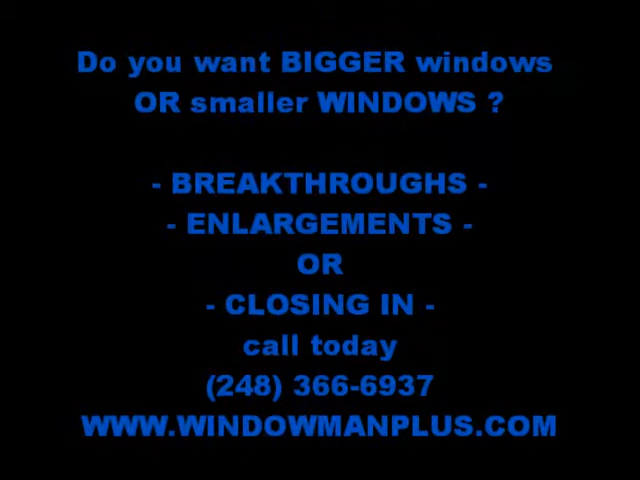 Do you want BIGGER windows
OR smaller WINDOWS ?
- BREAKTHROUGHS -
- ENLARGEMENTS -
OR
- CLOSING IN -
call today
(248) 366-6937
WWW.WINDOWMANPLUS.COM